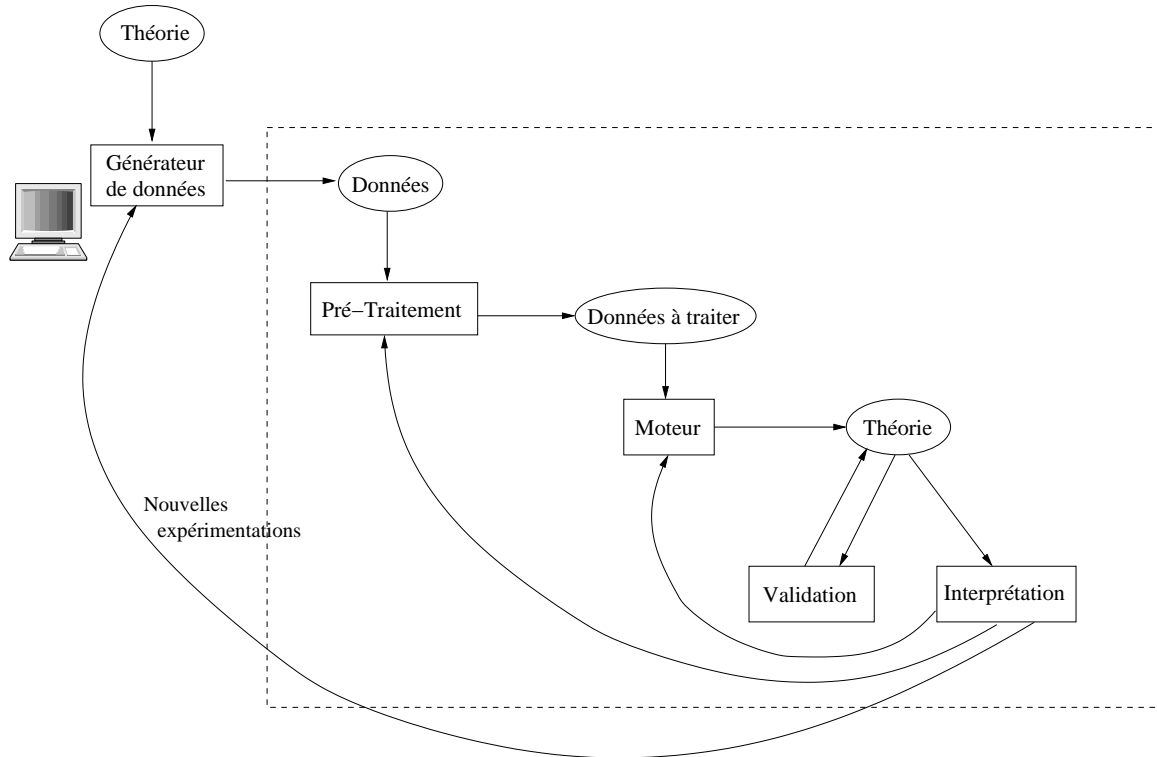 Théorie
Générateur
de données
Données
Pré-Traitement
Données à traiter
Moteur
Théorie
Nouvelles
expérimentations
Validation
Interprétation